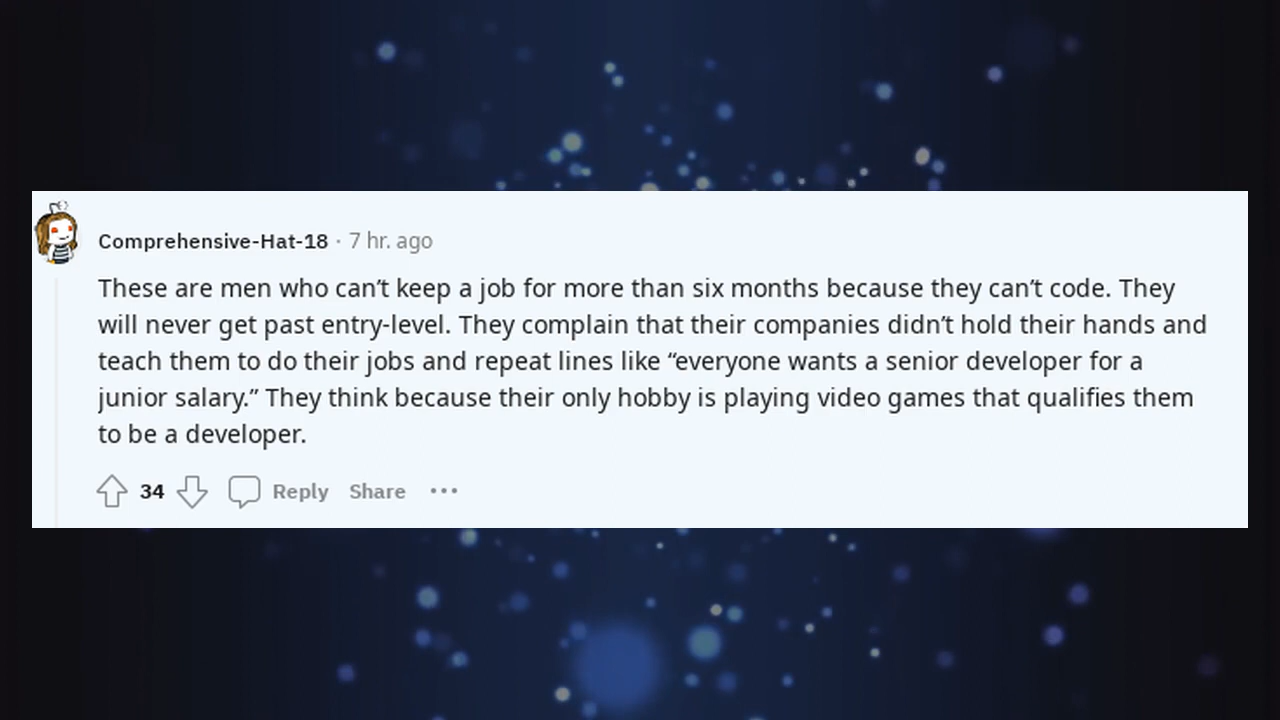 Comprehensive-Hat-18 · 7 hr. ago
These are men who can’t keep a job for more than six months because they can’t code. They
will never get past entry-level. They complain that their companies didn’t hold their hands and
teach them to do their jobs and repeat lines like “everyone wants a senior developer for a
junior salary.” They think because their only hobby is playing video games that qualifies them
to be a developer.
34 Reply Share •••